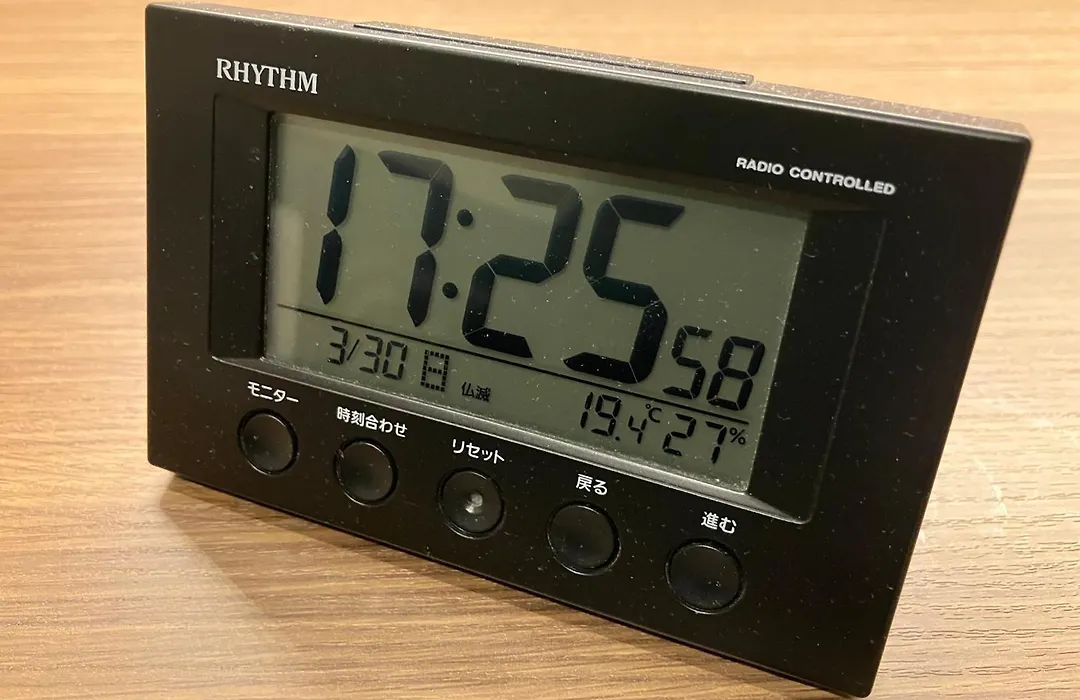 RHYTHM
RADIO CONTROLLED
17:25 58
3/30 日 仏滅 19.4℃ 27%
モニター
時刻合わせ
リセット
戻る
進む